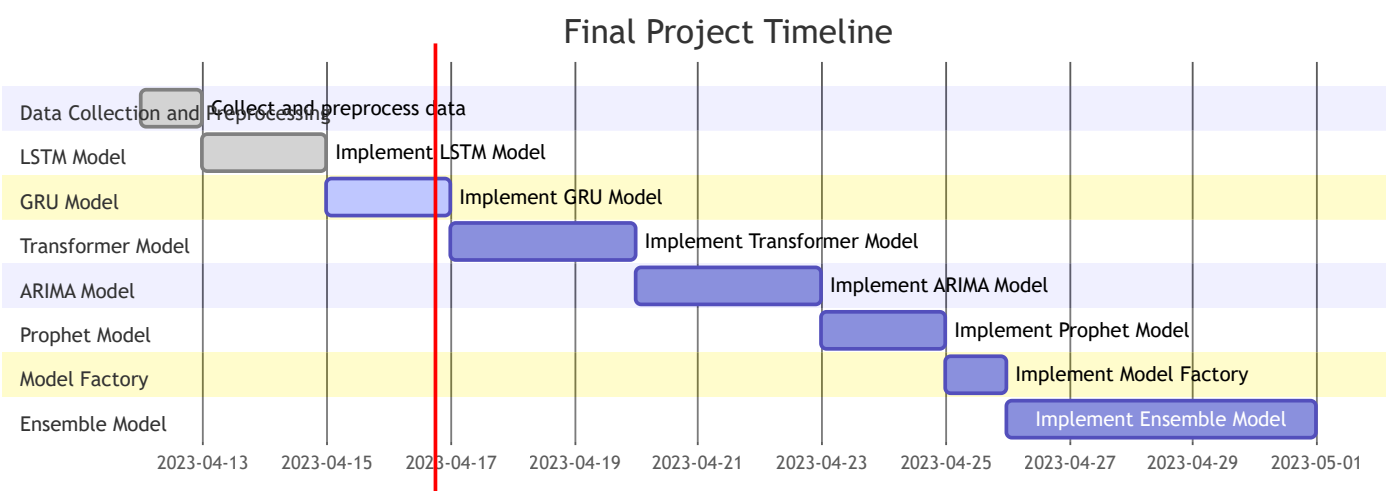 Final Project Timeline
Data Collection and Preprocessing
Collect and preprocess data
LSTM Model
Implement LSTM Model
GRU Model
Implement GRU Model
Transformer Model
Implement Transformer Model
ARIMA Model
Implement ARIMA Model
Prophet Model
Implement Prophet Model
Model Factory
Implement Model Factory
Ensemble Model
Implement Ensemble Model
2023-04-13 2023-04-15 2023-04-17 2023-04-19 2023-04-21 2023-04-23 2023-04-25 2023-04-27 2023-04-29 2023-05-01